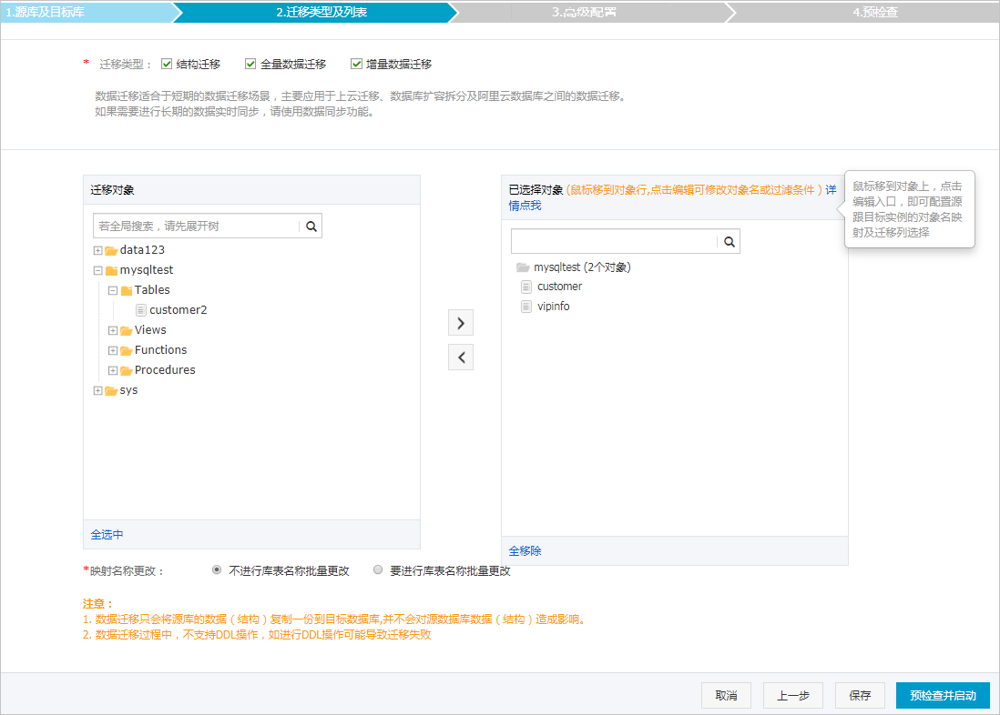 1.源库及目标库
2.迁移类型及列表
3.高级配置
4.预检查
* 迁移类型： 结构迁移 全量数据迁移 增量数据迁移
数据迁移适合于短期的数据迁移场景，主要应用于上云迁移、数据库扩容拆分及阿里云数据库之间的数据迁移。
如果需要进行长期的数据实时同步，请使用数据同步功能。
迁移对象
若全局搜索，请先展开树
data123
mysqltest
Tables
customer2
Views
Functions
Procedures
sys
全选中
已选择对象 (鼠标移到对象行,点击编辑可修改对象名或过滤条件）详
情点我
mysqltest (2个对象)
customer
vipinfo
全移除
鼠标移到对象上，点击
编辑入口，即可配置源
跟目标实例的对象名映
射及迁移列选择
*映射名称更改： 不进行库表名称批量更改 要进行库表名称批量更改
注意：
1. 数据迁移只会将源库的数据（结构）复制一份到目标数据库,并不会对源数据库数据（结构）造成影响。
2. 数据迁移过程中，不支持DDL操作，如进行DDL操作可能导致迁移失败
取消
上一步
保存
预检查并启动